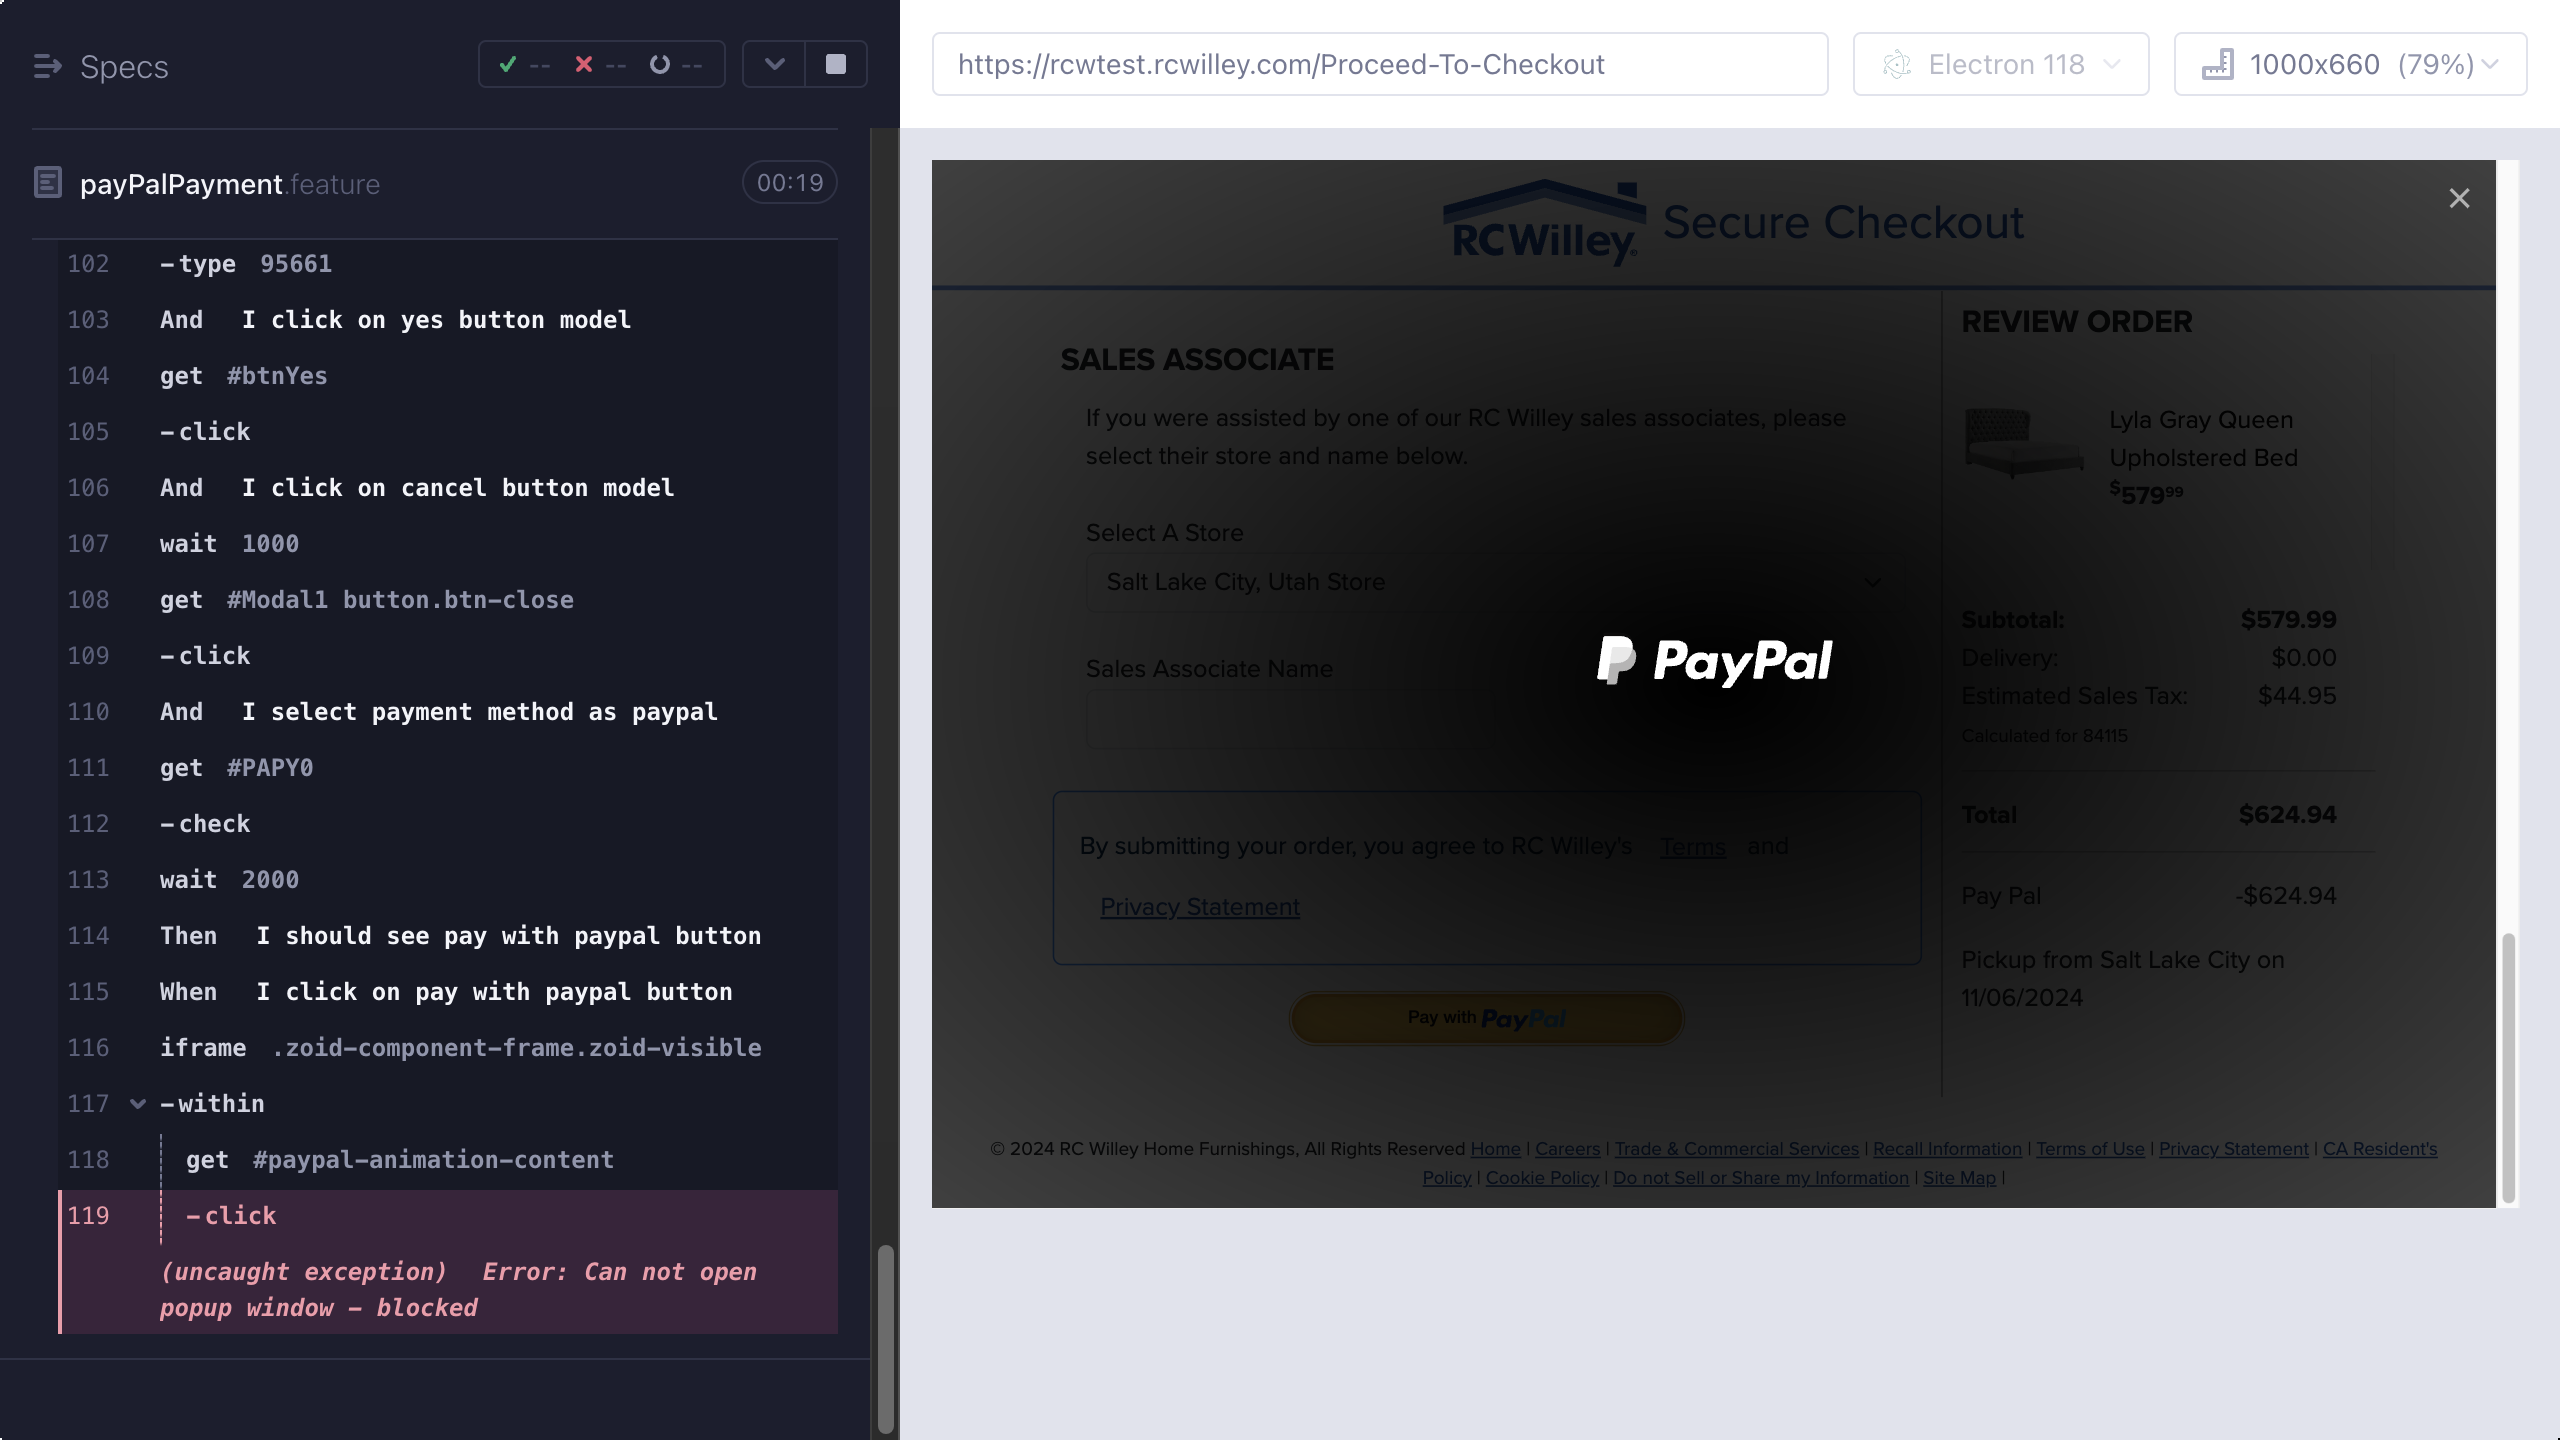 Specs
-- -- --
https://rcwtest.rcwilley.com/Proceed-To-Checkout
Electron 118
1000x660 (79%)
payPalPayment.feature
00:19
102 -type 95661
103 And I click on yes button model
104 get #btnYes
105 -click
106 And I click on cancel button model
107 wait 1000
108 get #Modal1 button.btn-close
109 -click
110 And I select payment method as paypal
111 get #PAPY0
112 -check
113 wait 2000
114 Then I should see pay with paypal button
115 When I click on pay with paypal button
116 iframe .zoid-component-frame.zoid-visible
117 -within
118 get #paypal-animation-content
119 -click
(uncaught exception) Error: Can not open
popup window - blocked
RC Willey® Secure Checkout
SALES ASSOCIATE
If you were assisted by one of our RC Willey sales associates, please
select their store and name below.
Select A Store
Salt Lake City, Utah Store
Sales Associate Name
PayPal
By submitting your order, you agree to RC Willey's Terms and
Privacy Statement
Pay with PayPal
REVIEW ORDER
Lyla Gray Queen
Upholstered Bed
$57999
Subtotal: $579.99
Delivery: $0.00
Estimated Sales Tax: $44.95
Calculated for 84115
Total $624.94
Pay Pal -$624.94
Pickup from Salt Lake City on
11/06/2024
© 2024 RC Willey Home Furnishings, All Rights Reserved Home | Careers | Trade & Commercial Services | Recall Information | Terms of Use | Privacy Statement | CA Resident's
Policy | Cookie Policy | Do not Sell or Share my Information | Site Map |